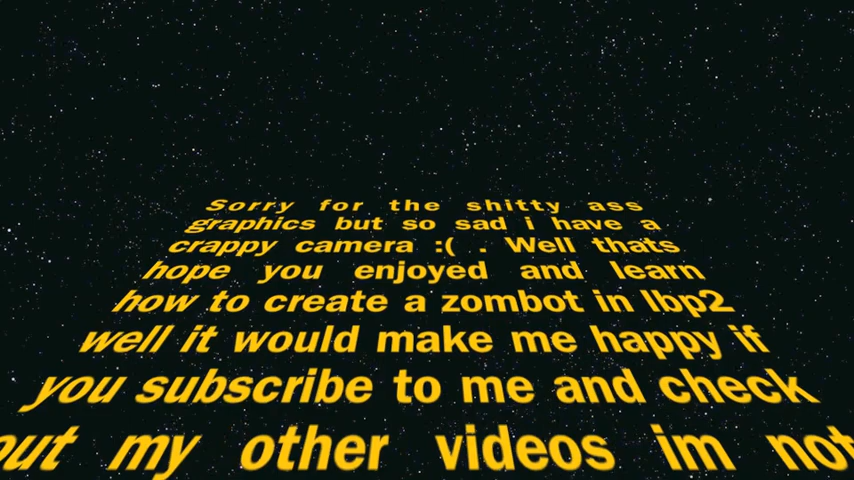 Sorry for the shitty ass
graphics but so sad i have a
crappy camera :( . Well thats
hope you enjoyed and learn
how to create a zombot in lbp2
well it would make me happy if
you subscribe to me and check
out my other videos im not